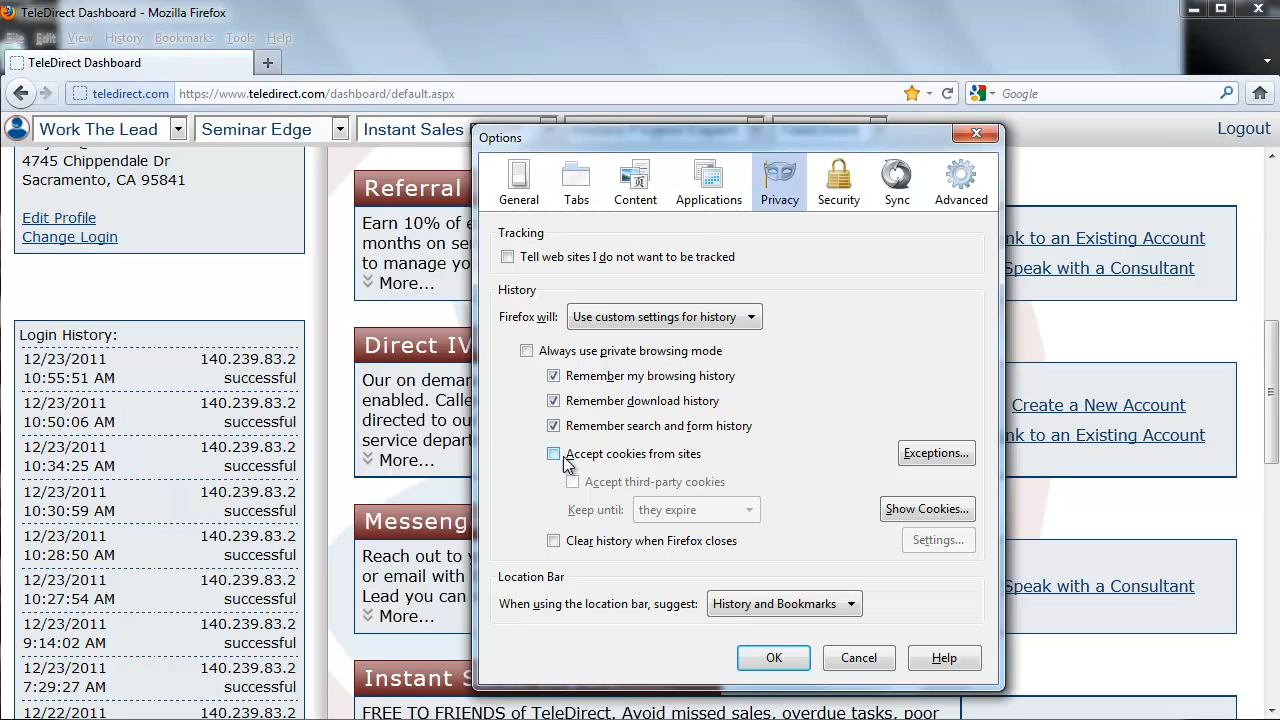 TeleDirect Dashboard - Mozilla Firefox
File Edit View History Bookmarks Tools Help
TeleDirect Dashboard
teledirect.com https://www.teledirect.com/dashboard/default.aspx
Google
Work The Lead
Seminar Edge
Instant Sales
Logout
4745 Chippendale Dr
Sacramento, CA 95841
Edit Profile
Change Login
Login History:
12/23/2011 140.239.83.2
10:55:51 AM successful
12/23/2011 140.239.83.2
10:50:06 AM successful
12/23/2011 140.239.83.2
10:34:25 AM successful
12/23/2011 140.239.83.2
10:30:59 AM successful
12/23/2011 140.239.83.2
10:28:50 AM successful
12/23/2011 140.239.83.2
10:27:54 AM successful
12/23/2011 140.239.83.2
9:14:02 AM successful
12/23/2011 140.239.83.2
7:29:27 AM successful
12/22/2011 140.239.83.2
Referral
Earn 10% of
months on
to manage
More...
Direct IV
Our on demand
enabled.
directed to
service
More...
Reach out to
or email with
Lead you can
More...
Instant
FREE TO FRIENDS of TeleDirect. Avoid missed sales, overdue tasks, poor
to an Existing Account
Speak with a Consultant
Create a New Account
to an Existing Account
Speak with a Consultant
Options
General
Tabs
Content
Applications
Privacy
Security
Sync
Advanced
Tracking
Tell web sites I do not want to be tracked
History
Firefox will: Use custom settings for history
Always use private browsing mode
Remember my browsing history
Remember download history
Remember search and form history
Accept cookies from sites
Exceptions...
Accept third-party cookies
Keep until: they expire
Show Cookies...
Clear history when Firefox closes
Settings...
Location Bar
When using the location bar, suggest: History and Bookmarks
OK
Cancel
Help